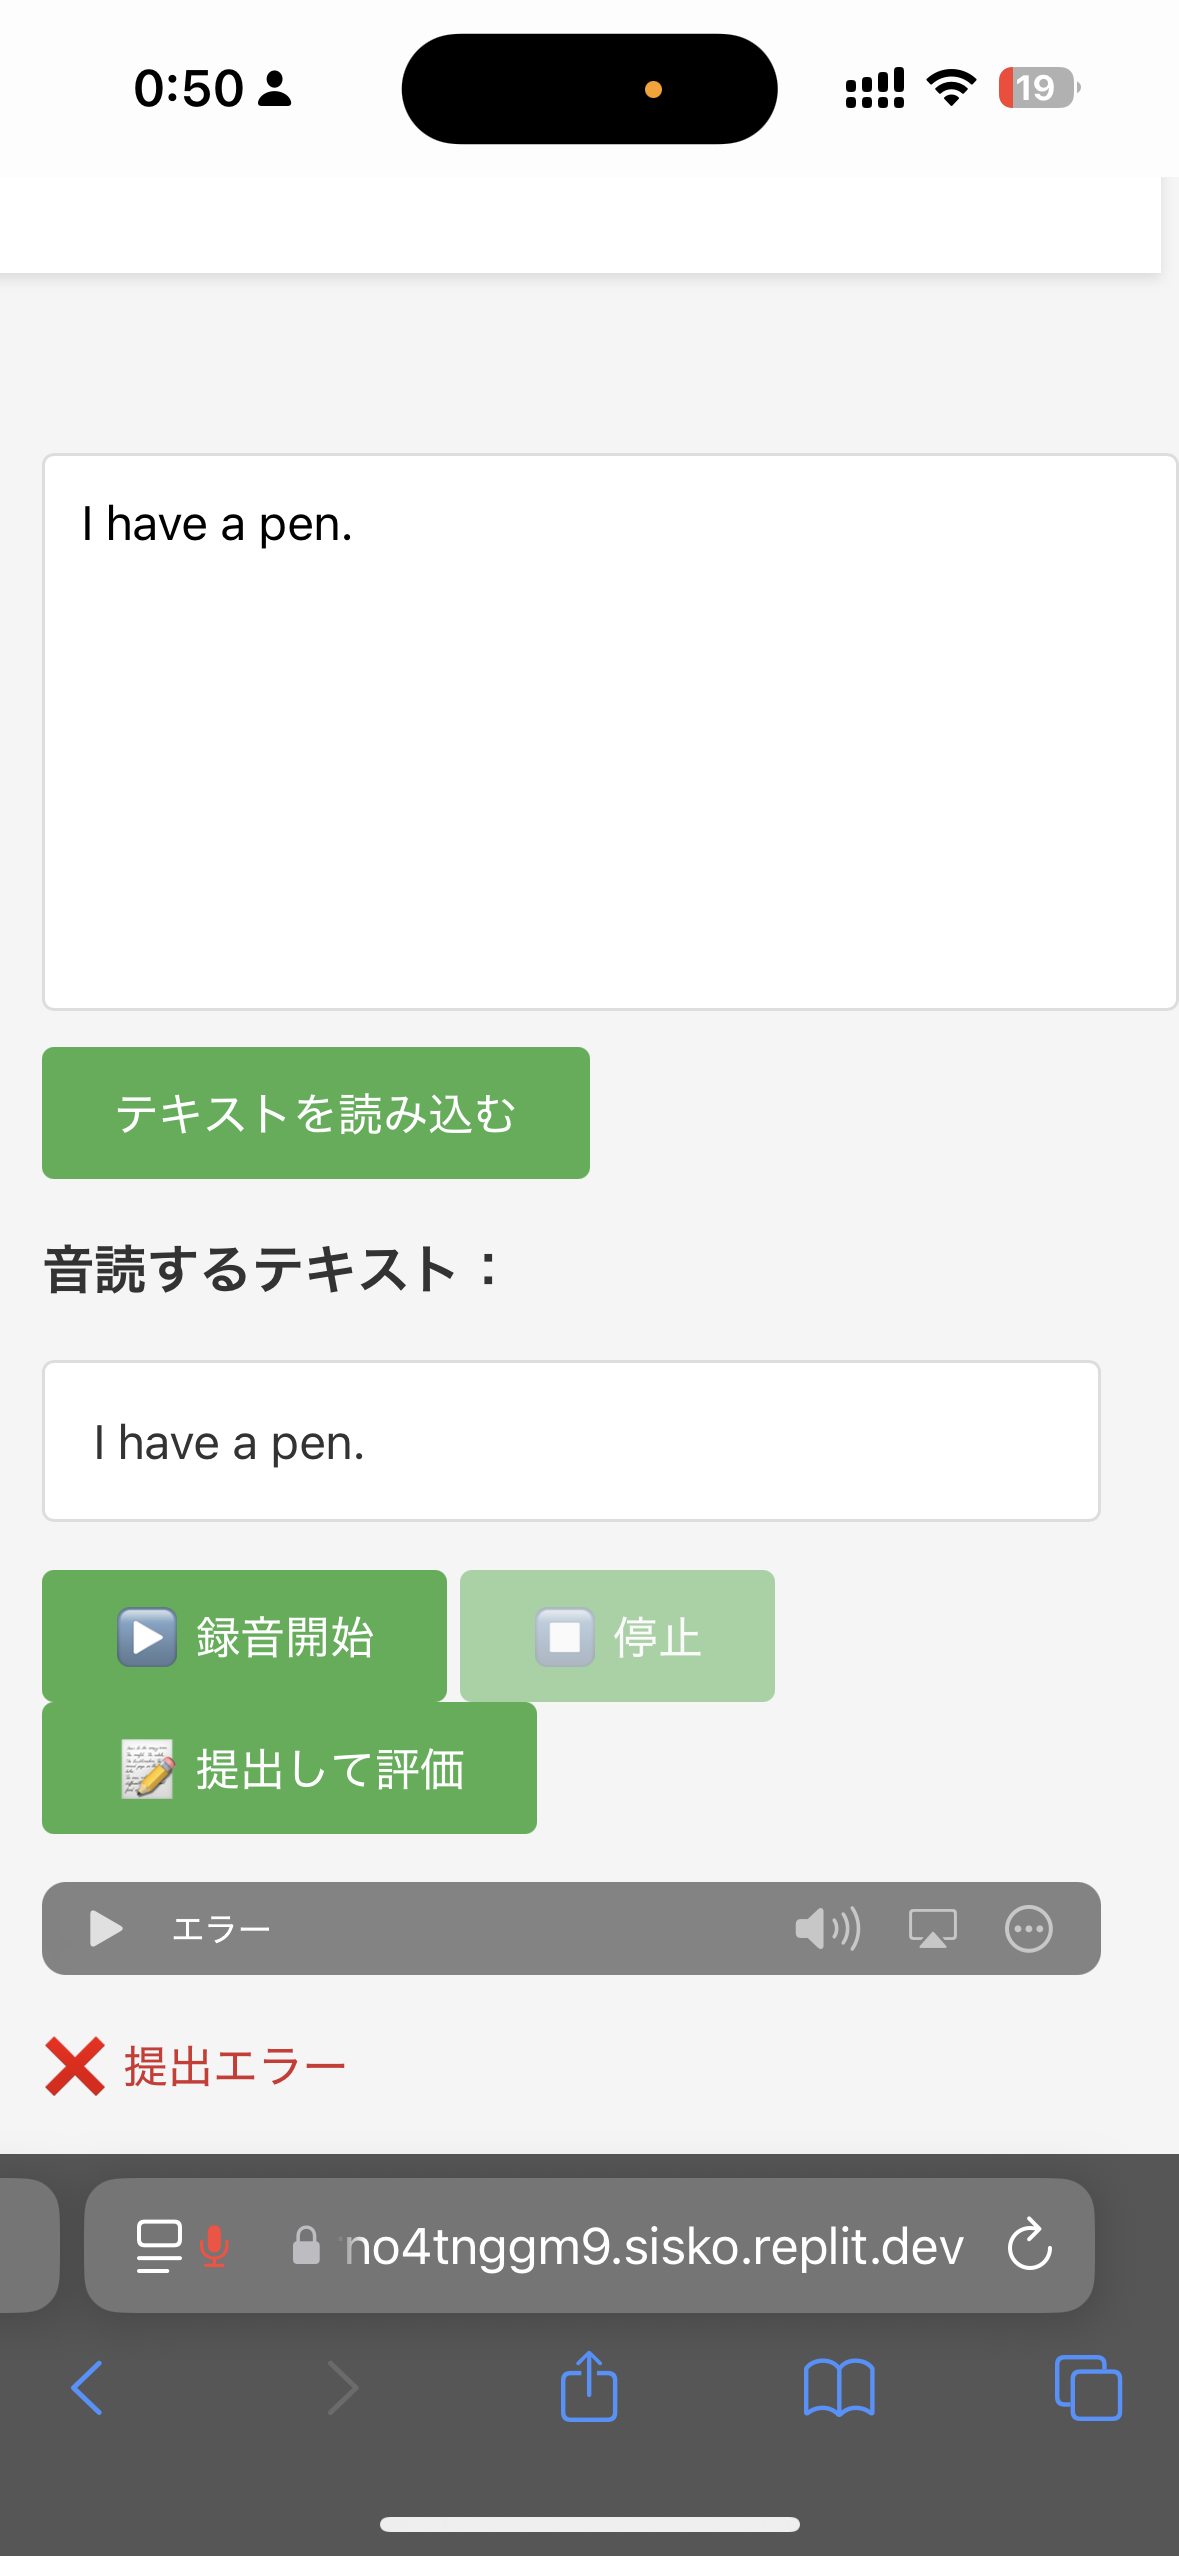 0:50
19
I have a pen.
テキストを読み込む
音読するテキスト：
I have a pen.
録音開始
停止
提出して評価
エラー
提出エラー
no4tnggm9.sisko.replit.dev